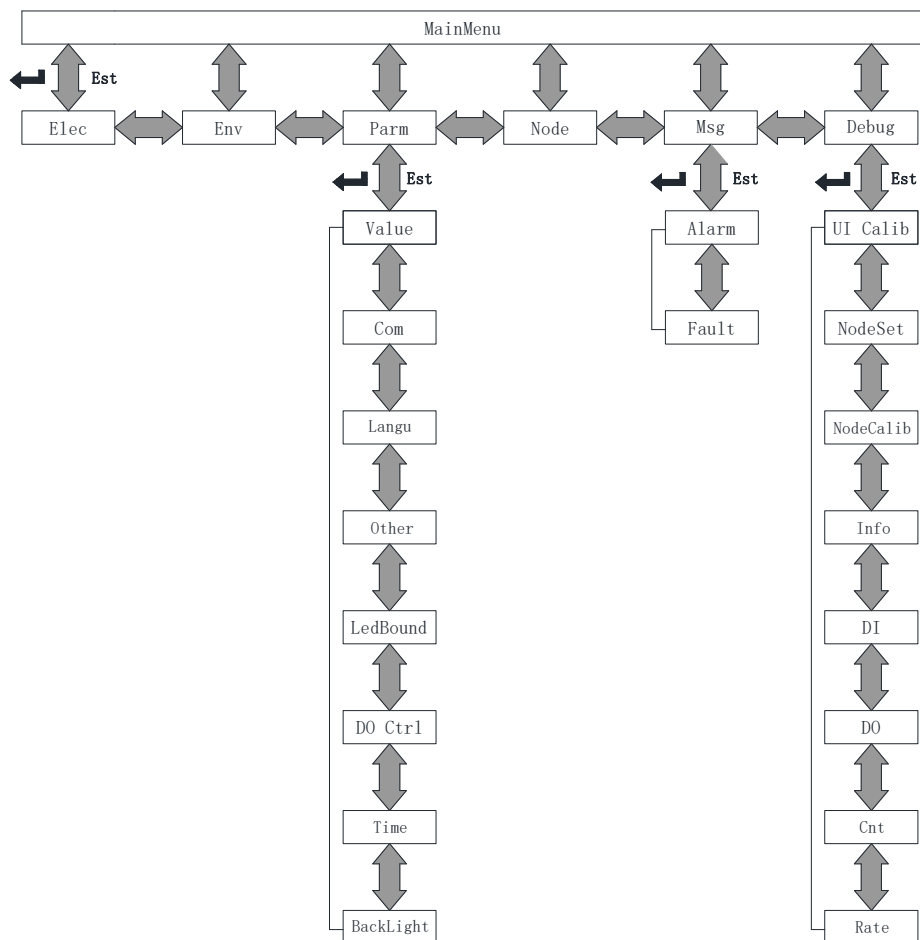 MainMenu
Est
Elec
Env
Parm
Node
Msg
Debug
Est
Est
Est
Value
Alarm
UI Calib
Com
Fault
NodeSet
Langu
NodeCalib
Other
Info
LedBound
DI
DO Ctrl
DO
Time
Cnt
BackLight
Rate